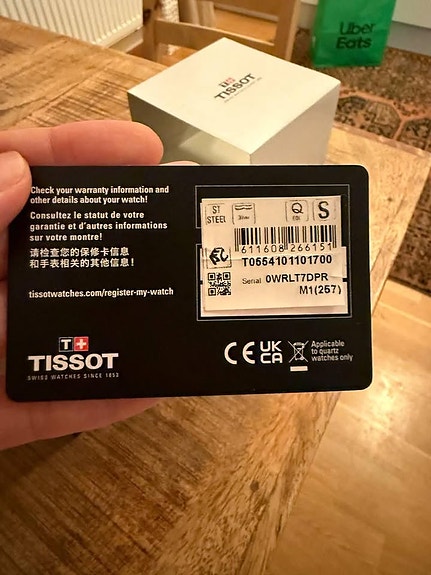 Uber
Eats
T+
TISSOT
Check your warranty information and
other details about your watch!
Consultez le statut de votre
garantie et d'autres informations
sur votre montre!
请检查您的保修卡信息
和手表相关的其他信息!
tissotwatches.com/register-my-watch
T+
TISSOT
SWISS WATCHES SINCE 1853
ST
STEEL
Q
EOL
S
611608 266151
T0554101101700
Serial 0WRLT7DPR
M1(257)
CE UK
CA
Applicable
to quartz
watches only